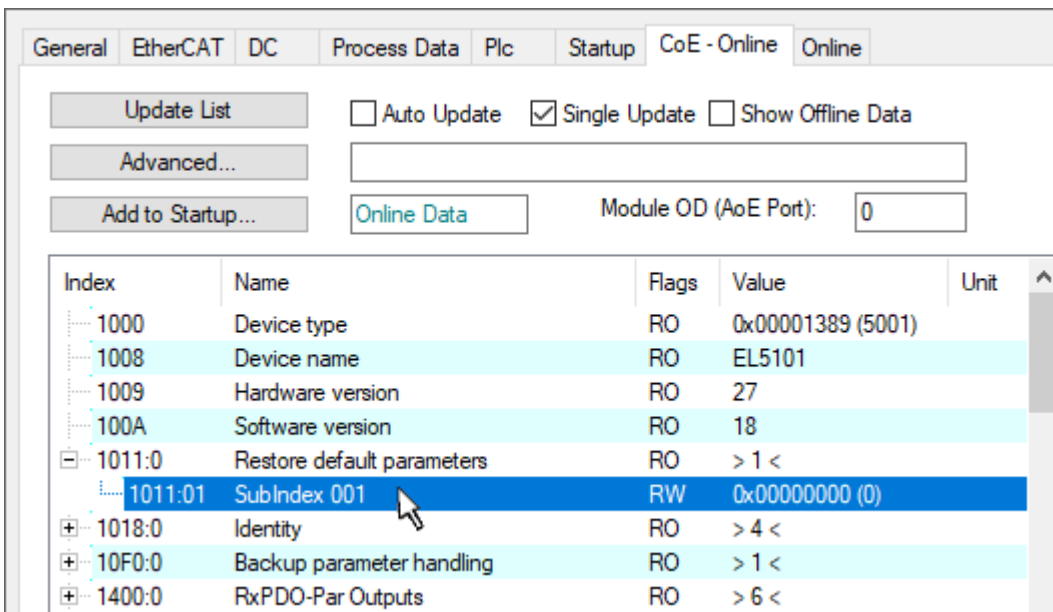 General EtherCAT DC Process Data Plc Startup CoE - Online Online
Update List Auto Update Single Update Show Offline Data
Advanced...
Add to Startup... Online Data Module OD (AoE Port): 0
Index Name Flags Value Unit
1000 Device type RO 0x00001389 (5001)
1008 Device name RO EL5101
1009 Hardware version RO 27
100A Software version RO 18
1011:0 Restore default parameters RO > 1 <
1011:01 SubIndex 001 RW 0x00000000 (0)
1018:0 Identity RO > 4 <
10F0:0 Backup parameter handling RO > 1 <
1400:0 RxPDO-Par Outputs RO > 6 <